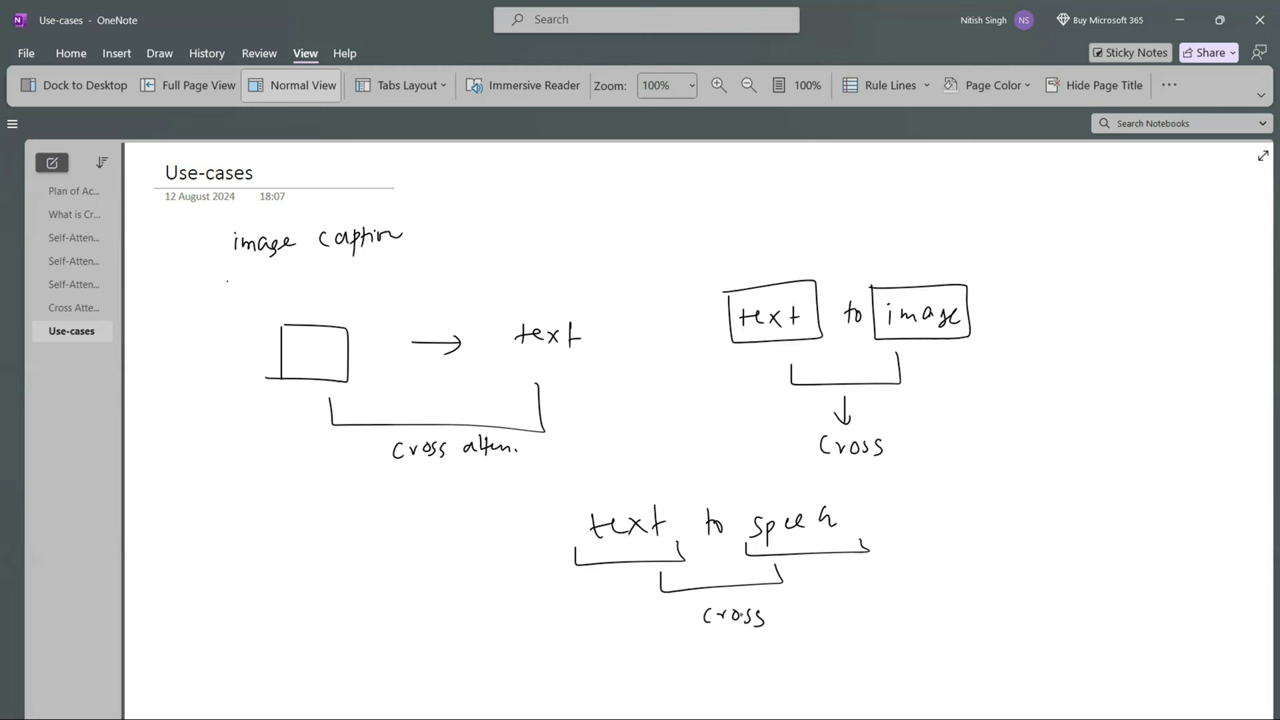 Use-cases - OneNote
Search
Nitish Singh NS
Buy Microsoft 365
File Home Insert Draw History Review View Help
Sticky Notes Share
Dock to Desktop Full Page View Normal View Tabs Layout Immersive Reader Zoom: 100% 100% Rule Lines Page Color Hide Page Title
Search Notebooks
Plan of Ac...
What is Cr...
Self-Atten...
Self-Atten...
Self-Atten...
Cross Atte...
Use-cases
Use-cases
12 August 2024 18:07
image caption
text to image
→ text
cross atten.
cross
text to speech
cross